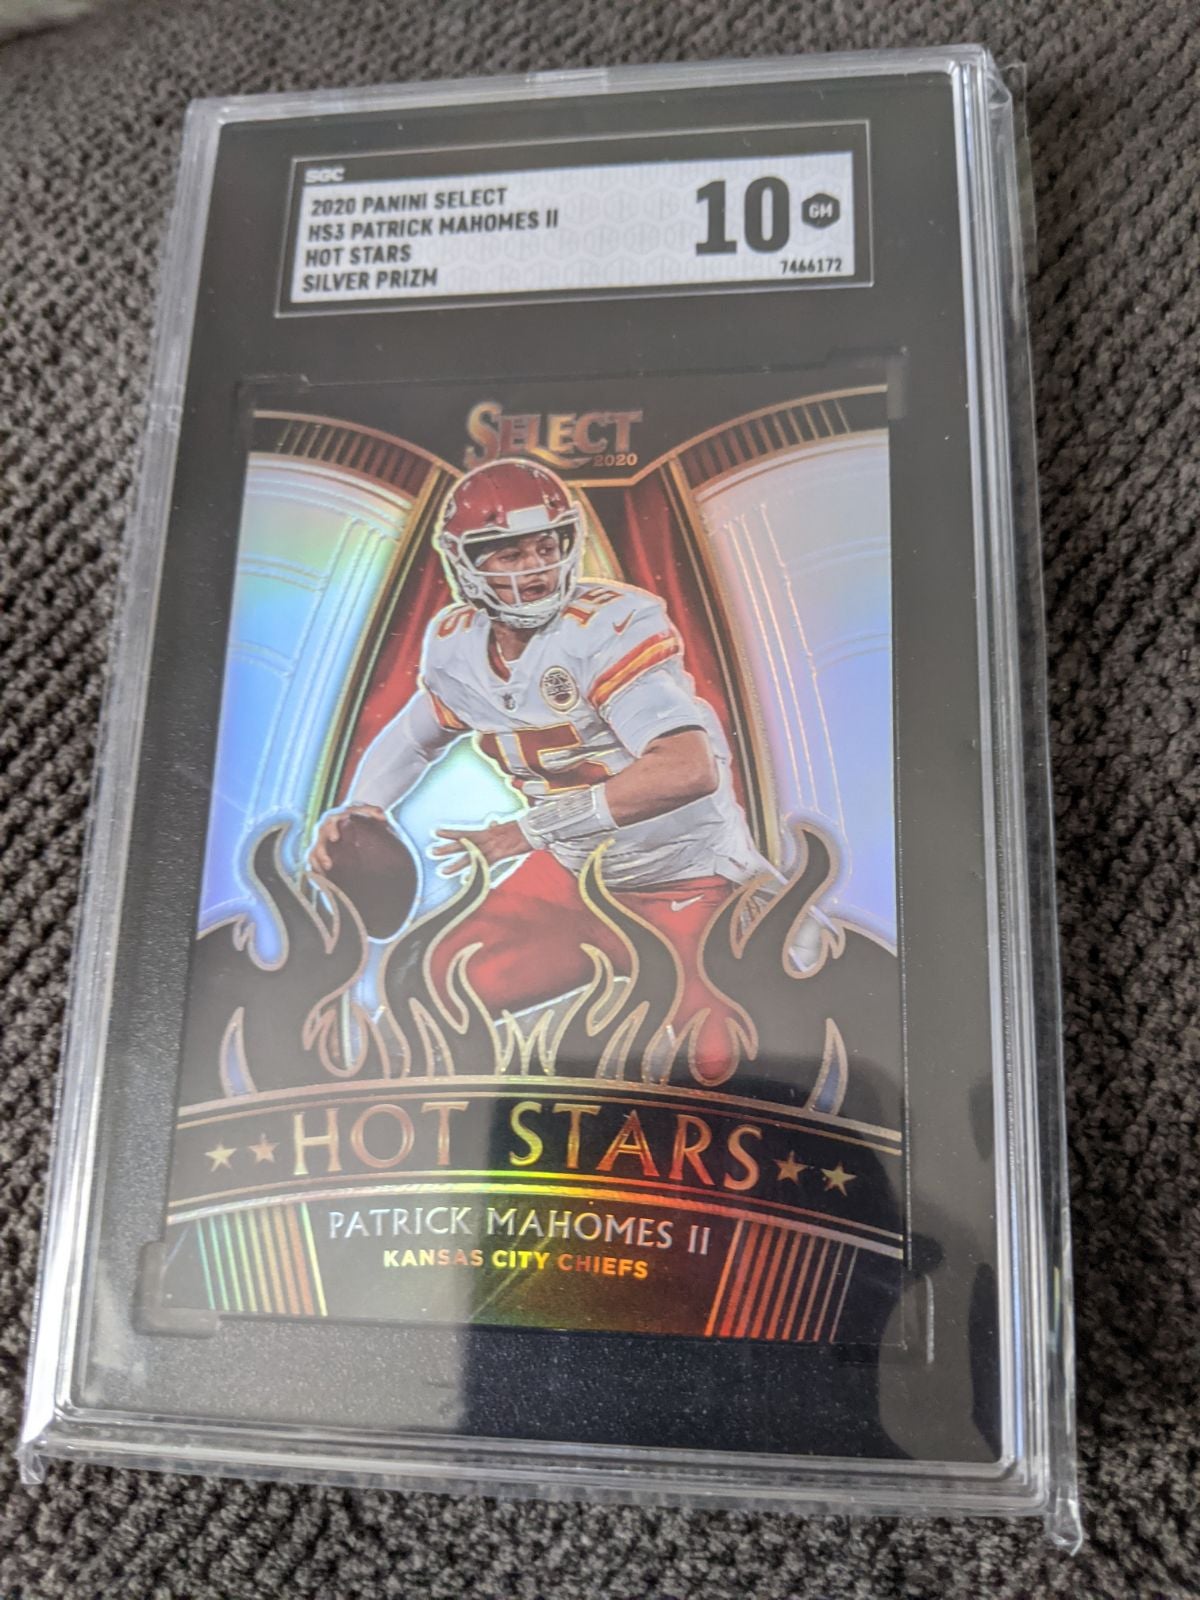 SGC
2020 PANINI SELECT
HS3 PATRICK MAHOMES II
HOT STARS
SILVER PRIZM
10 GM
7466172
SELECT
2020
15
15
HOT STARS
PATRICK MAHOMES II
KANSAS CITY CHIEFS